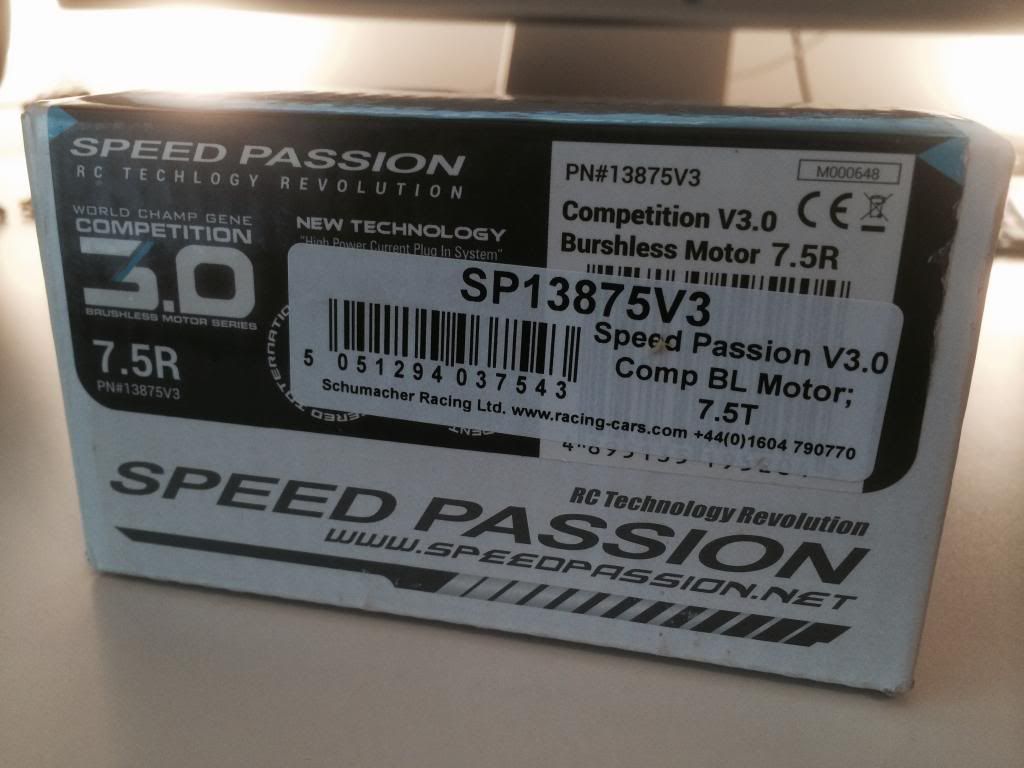 SPEED PASSION
RC TECHLOGY REVOLUTION
WORLD CHAMP GENE
COMPETITION
3.0
BRUSHLESS MOTOR SERIES
7.5R
PN#13875V3
NEW TECHNOLOGY
"High Power Current Plug In System"
PN#13875V3
M000648
Competition V3.0
CE
Burshless Motor 7.5R
SP13875V3
Speed Passion V3.0
Comp BL Motor;
7.5T
5 051294 037543
Schumacher Racing Ltd. www.racing-cars.com +44(0)1604 790770
RC Technology Revolution
SPEED PASSION
WWW.SPEEDPASSION.NET